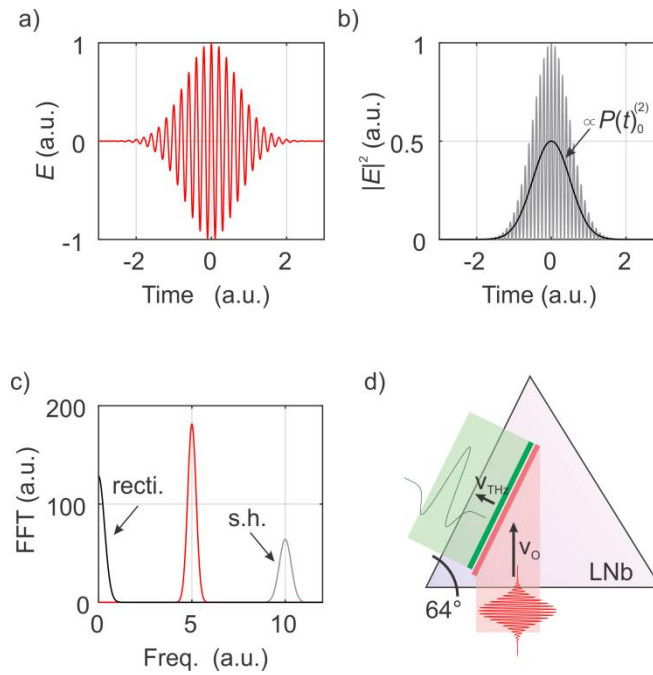 a)
1
0
-1
E (a.u.)
-2 0 2
Time (a.u.)
b)
1
0.5
0
|E|² (a.u.)
∝ P(t)₀⁽²⁾
-2 0 2
Time (a.u.)
c)
200
100
0
FFT (a.u.)
recti.
s.h.
0 5 10
Freq. (a.u.)
d)
v_THz
v_O
LNb
64°